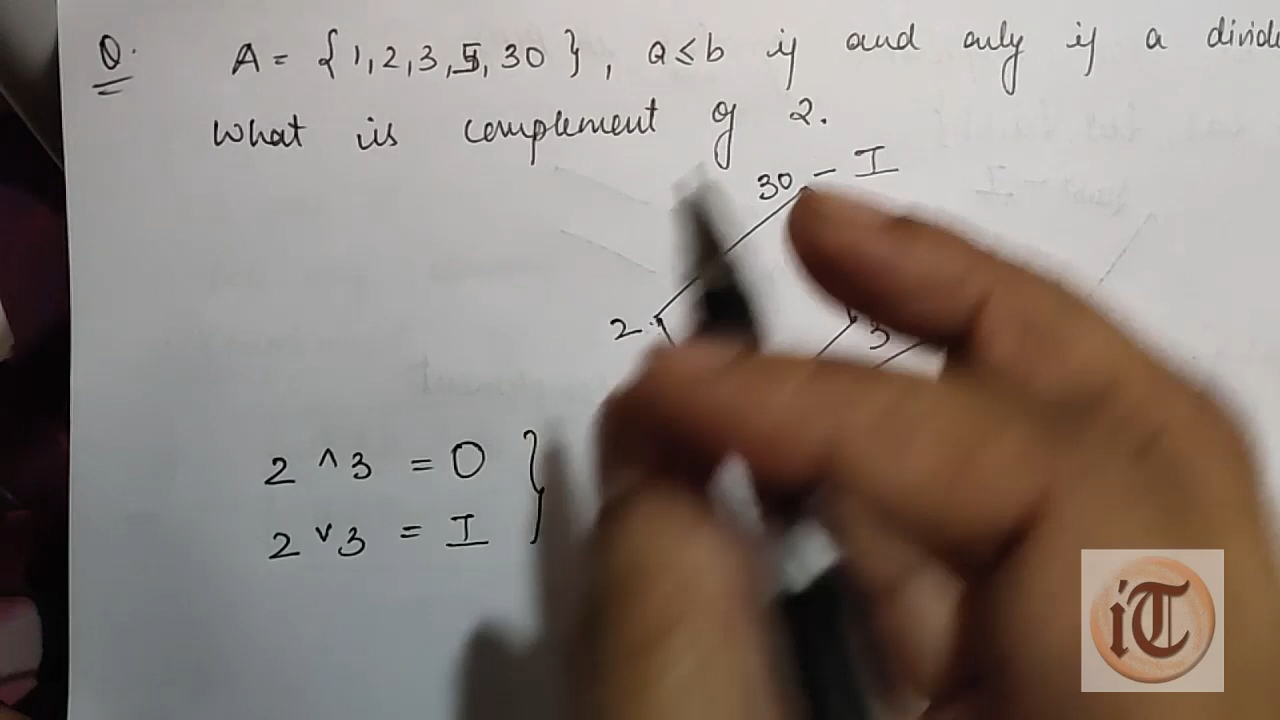 Q. A = {1, 2, 3, 5, 30 }, a ≤ b if and only if a divide
What is complement of 2.
30 - I
2.
3
2 ^ 3 = 0
2 v 3 = I
iT